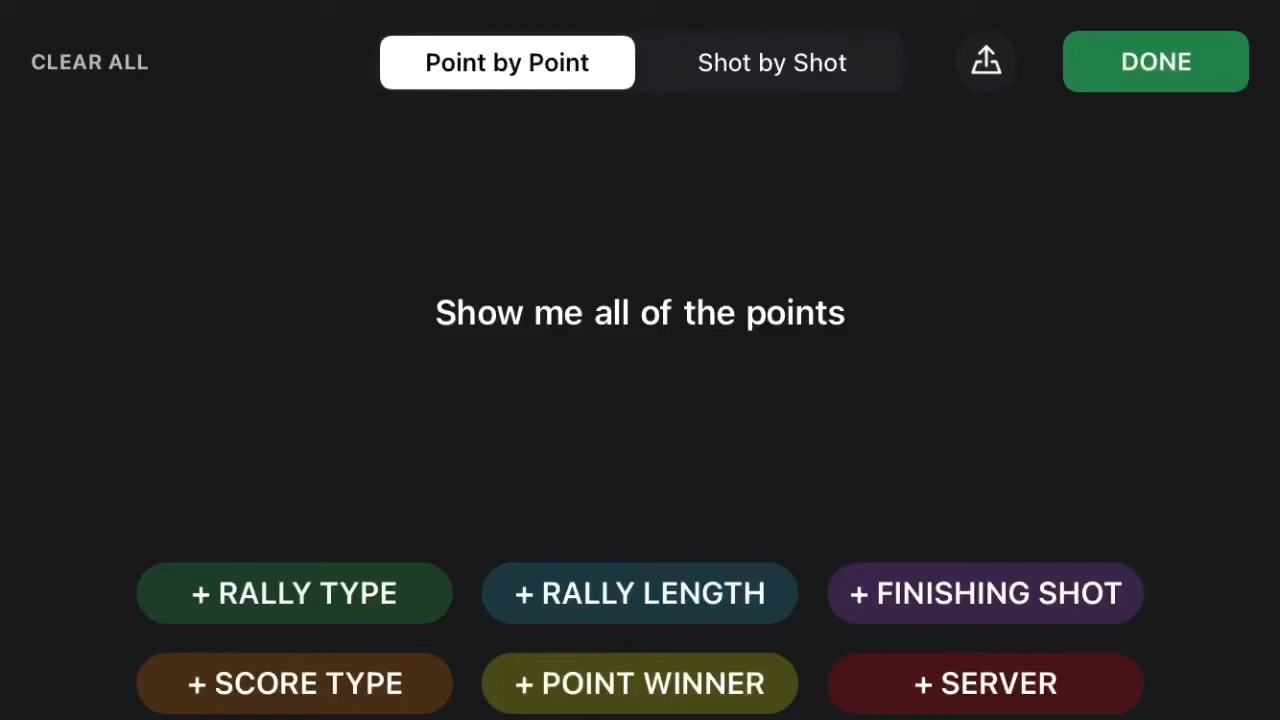 CLEAR ALL
Point by Point
Shot by Shot
DONE
Show me all of the points
+ RALLY TYPE
+ RALLY LENGTH
+ FINISHING SHOT
+ SCORE TYPE
+ POINT WINNER
+ SERVER